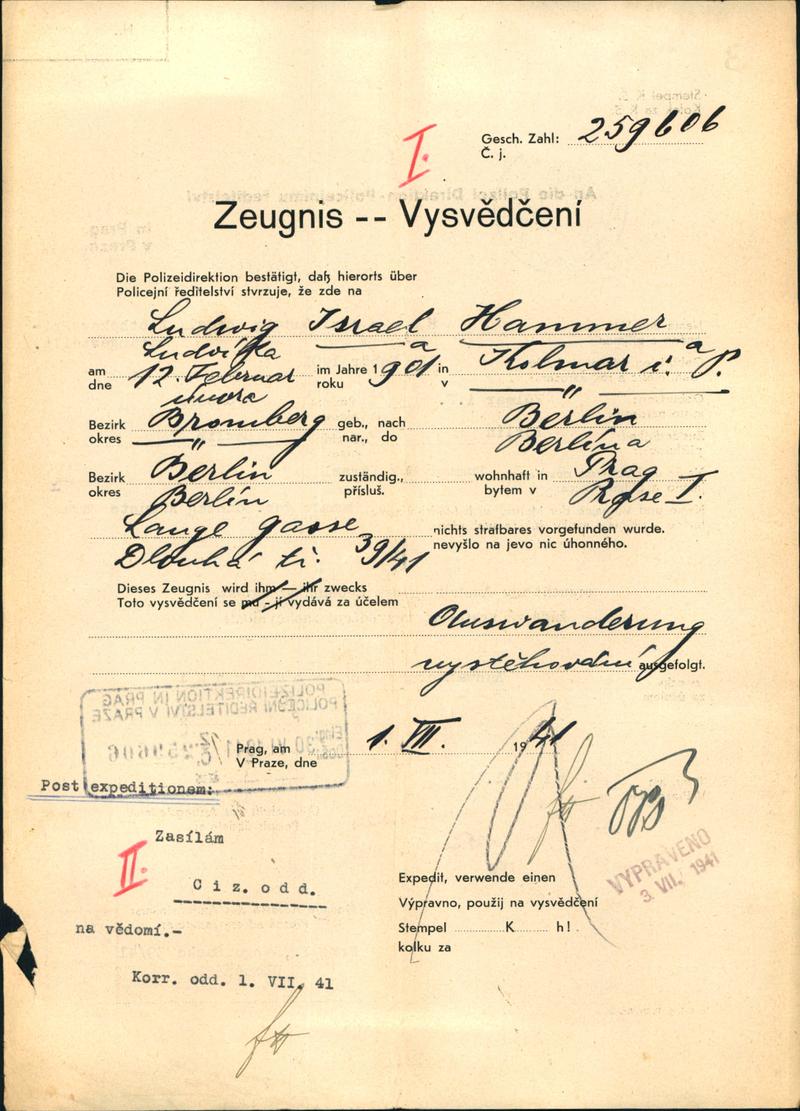 I.
Gesch. Zahl: 259606
Č. j.
Zeugnis -- Vysvědčení
Die Polizeidirektion bestätigt, daß hierorts über
Policejní ředitelství stvrzuje, že zde na
Ludwig Israel Hammer
Ludvíka a a
am 12. Februar im Jahre 1901 in Kolmar i. P.
dne února roku v "
Bezirk Bromberg geb., nach Berlin
okres " nar., do Berlína
Bezirk Berlin zuständig., wohnhaft in Prag
okres Berlín přísluš. bytem v Praze I.
Lange gasse nichts strafbares vorgefunden wurde.
Dlouhá tř. 39/41 nevyšlo na jevo nic úhonného.
Dieses Zeugnis wird ihm — ihr zwecks
Toto vysvědčení se mu - jí vydává za účelem
Auswanderung
vystěhování ausgefolgt.
POLIZEIDIREKTION IN PRAG
POLICEJNÍ ŘEDITELSTVÍ V PRAZE
259606
Prag, am 1. VII. 1941
V Praze, dne
Post expeditionem:
Zasílám
II.
Ciz. odd.
na vědomí.-
Korr. odd. 1. VII. 41
Expedit, verwende einen
Výpravno, použij na vysvědčení
Stempel K h!
kolku za
VYPRAVENO
3. VII. 1941